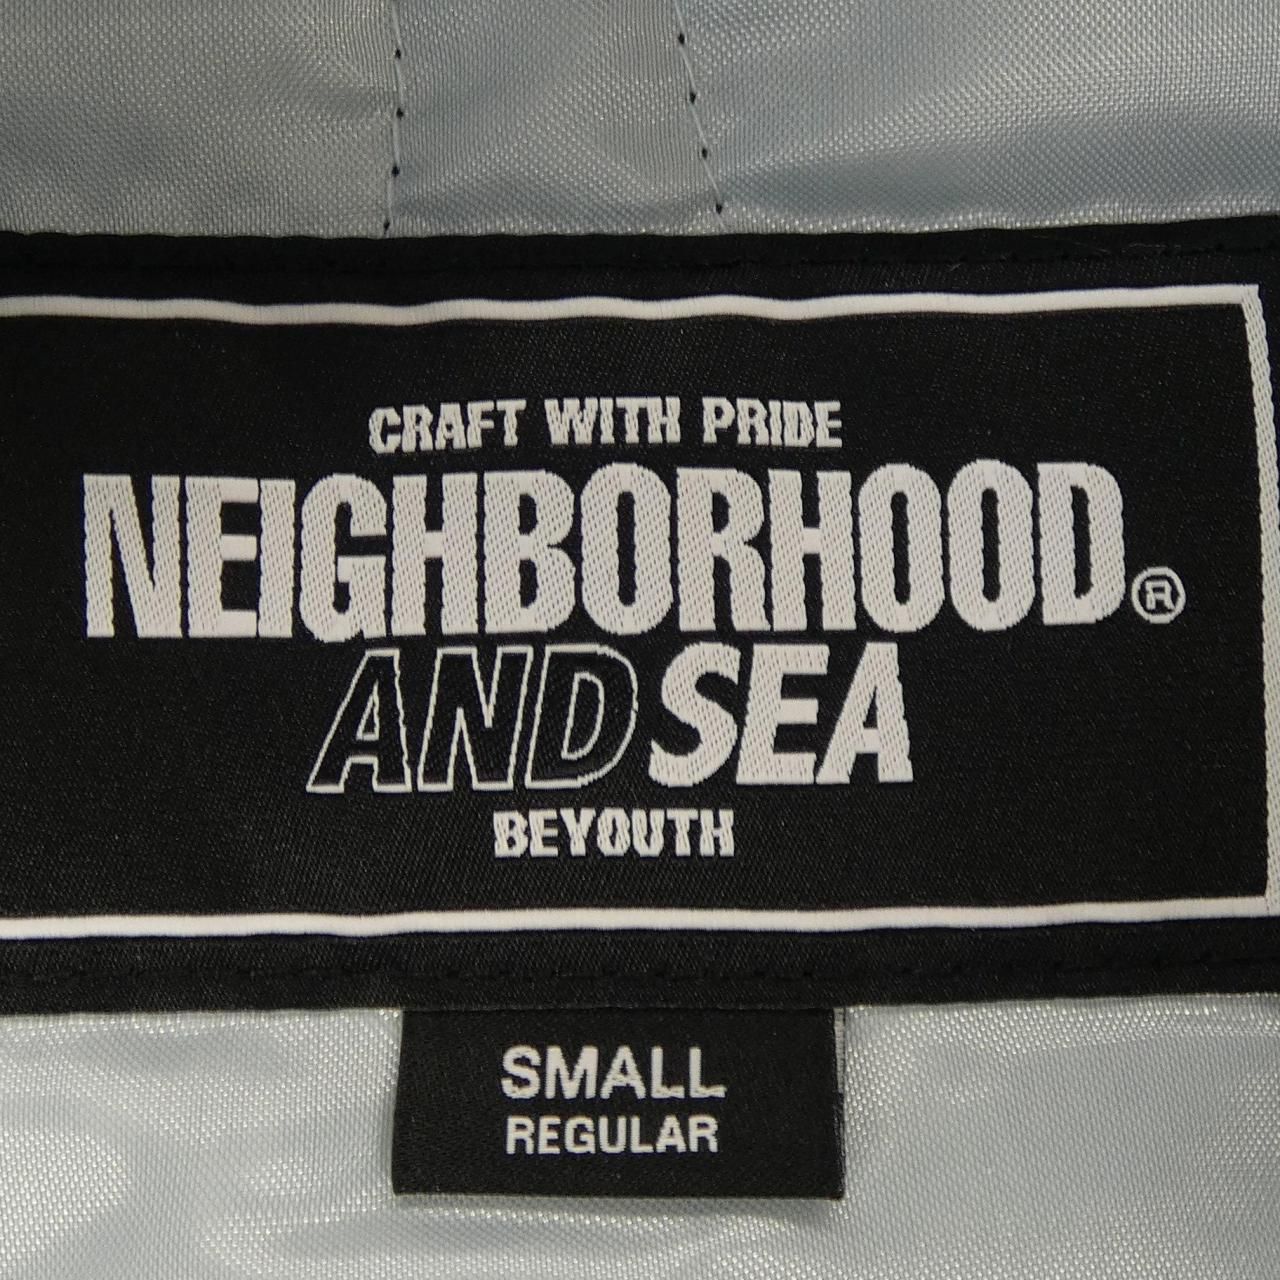 CRAFT WITH PRIDE
NEIGHBORHOOD®
AND SEA
BEYOUTH
SMALL
REGULAR